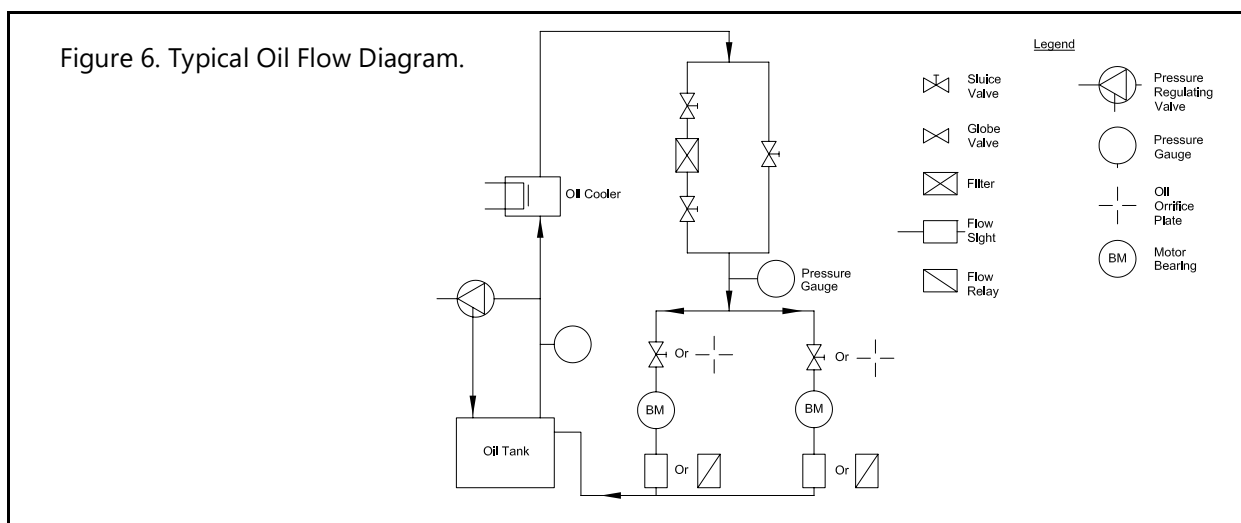 Figure 6. Typical Oil Flow Diagram.
Legend
Sluice
Valve
Globe
Valve
Filter
Flow
Sight
Flow
Relay
Pressure
Regulating
Valve
Pressure
Gauge
Oil
Orrifice
Plate
BM
Motor
Bearing
Oil Cooler
Pressure
Gauge
Or
Or
BM
BM
Oil Tank
Or
Or